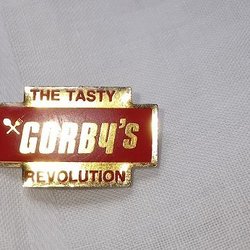 THE TASTY
GORBY'S
REVOLUTION